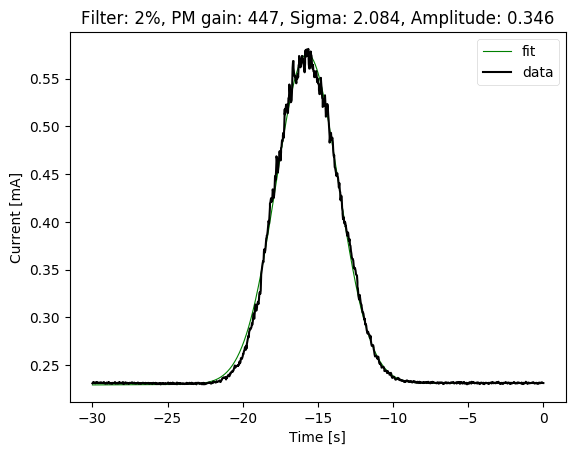 Filter: 2%, PM gain: 447, Sigma: 2.084, Amplitude: 0.346
fit
data
0.55
0.50
0.45
0.40
0.35
0.30
0.25
Current [mA]
−30
−25
−20
−15
−10
−5
0
Time [s]